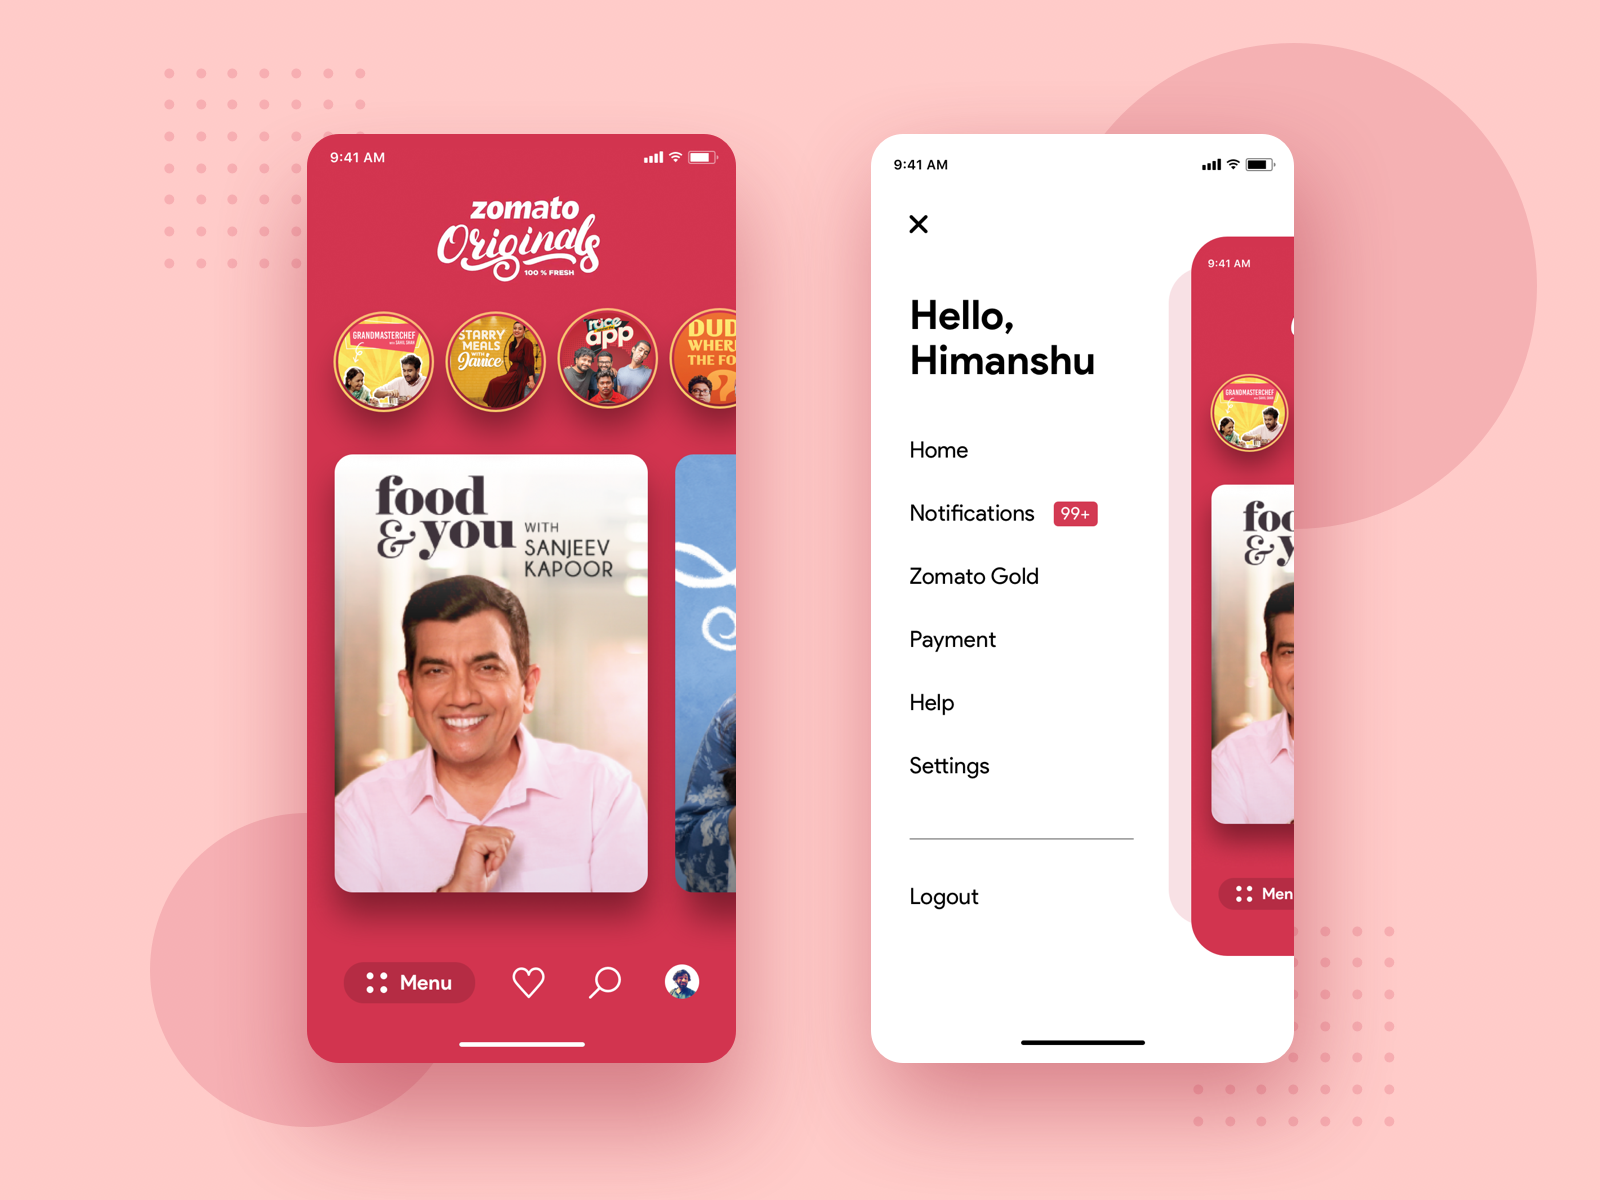 9:41 AM
zomato
Originals
100 % FRESH
GRANDMASTERCHEF
STARRY
MEALS
WITH
Janice
race
app
DUD
WHER
THE FO
?
food
& you
WITH
SANJEEV
KAPOOR
Menu
9:41 AM
Hello,
Himanshu
Home
Notifications 99+
Zomato Gold
Payment
Help
Settings
Logout
9:41 AM
GRANDMASTERCHEF
foo
& y
Men